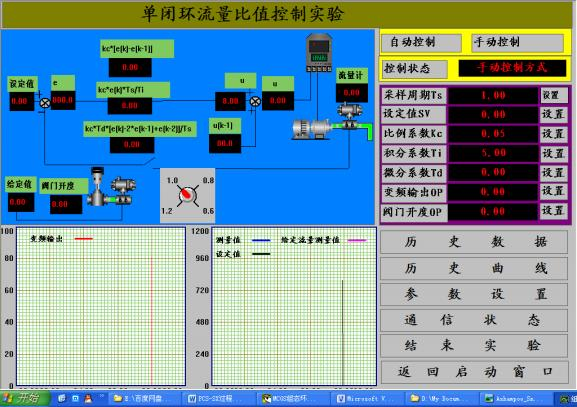 单闭环流量比值控制实验
kc*[e[k]-e[k-1]]
0.00
自动控制
手动控制
控制状态
手动控制方式
设定值
e
kc*e[k]*Ts/Ti
u
u
流量计
0.00
0.00
0.00
0.00
0.00
采样周期Ts
1.00
设置
设定值SV
0.00
设置
比例系数Kc
0.05
设置
积分系数Ti
5.00
设置
微分系数Td
0.00
设置
变频输出OP
0.00
设置
阀门开度OP
0.00
设置
kc*Td*[e[k]-2*e[k-1]+e[k-2]]/Ts
0.00
u[k-1]
给定值
阀门开度
0.00
0.00
1.0
0.8
1.2
0.6
100
80
60
40
20
0
变频输出
1200
960
720
480
240
0
测量值
给定流量测量值
设定值
历史数据
历史曲线
参数设置
通信状态
结束实验
返回启动窗口
开始
E:\百度网盘...
PCS-SX过程...
MCGS组态环...
Microsoft V...
D:\My Docum...
Ashampoo_Sn...